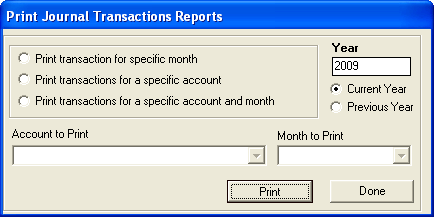 Print Journal Transactions Reports
Print transaction for specific month
Print transactions for a specific account
Print transactions for a specific account and month
Year
2009
Current Year
Previous Year
Account to Print
Month to Print
Print
Done